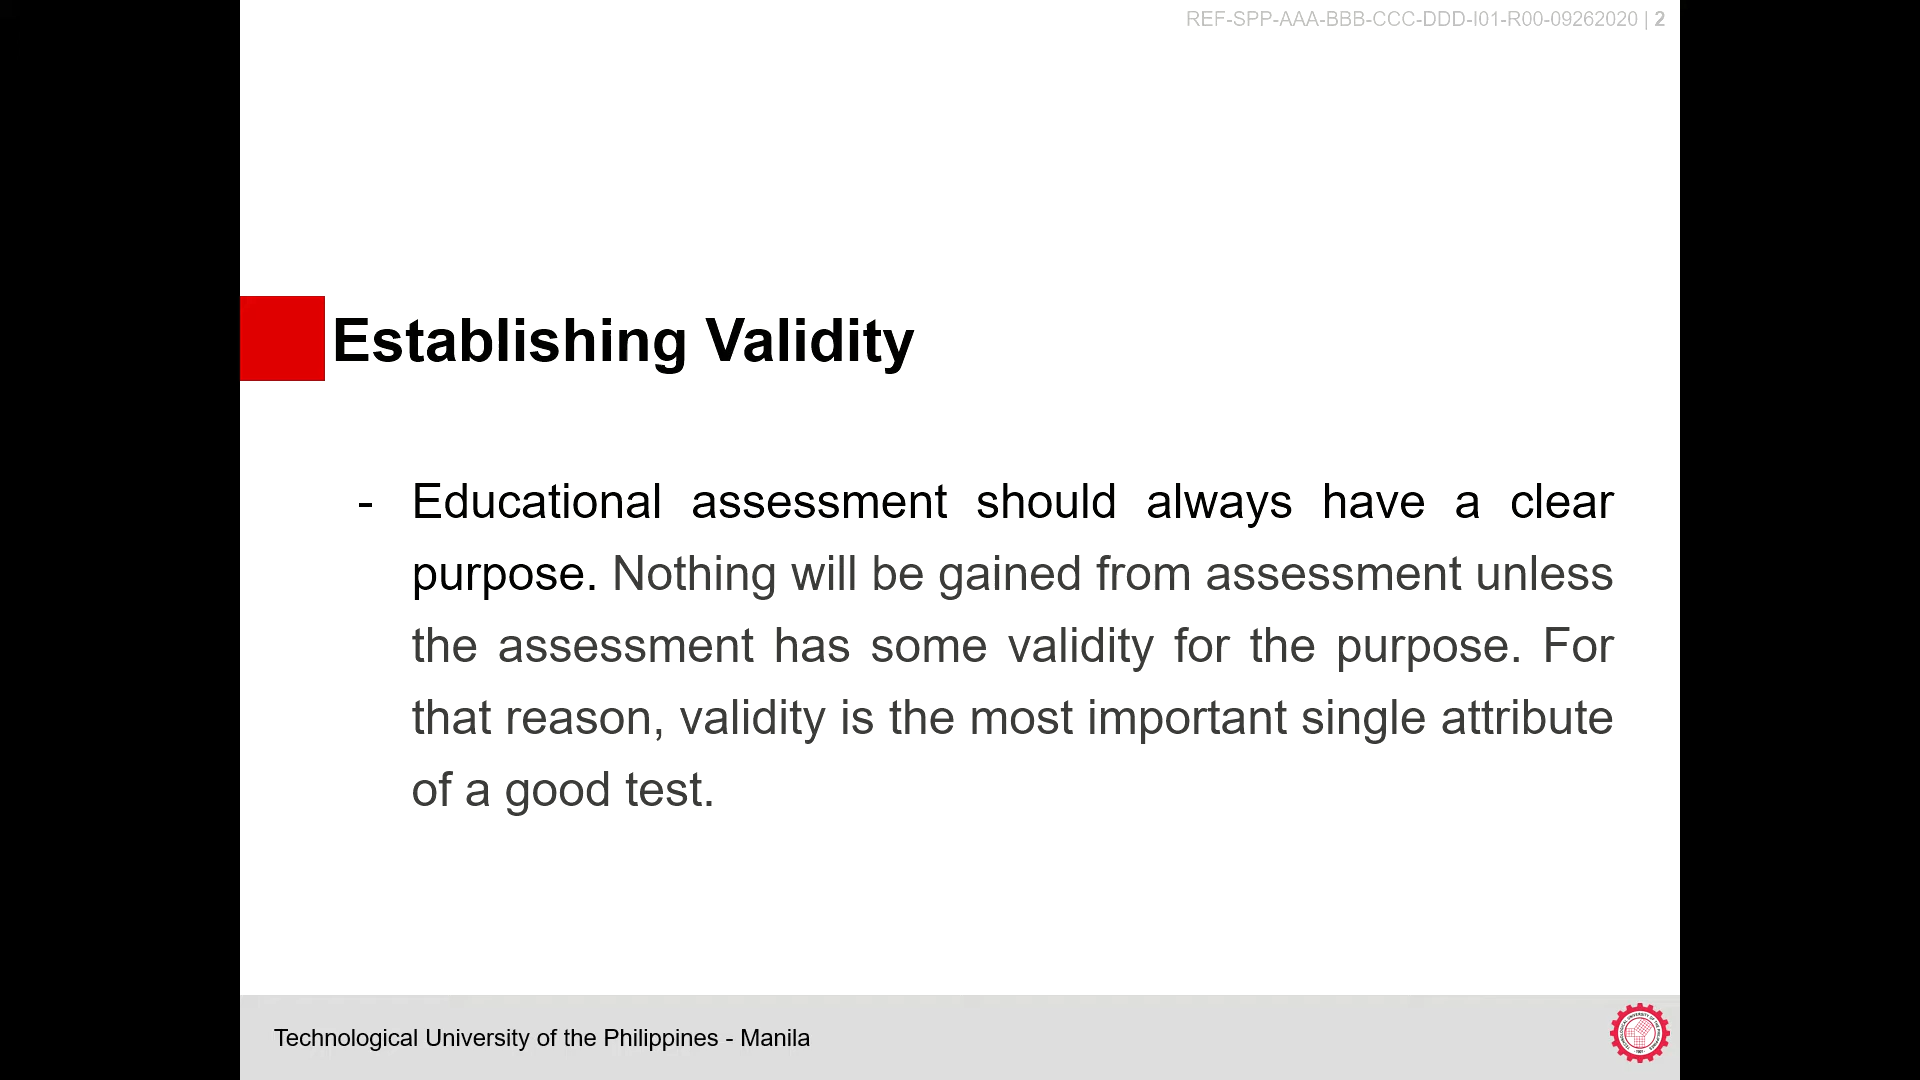 REF-SPP-AAA-BBB-CCC-DDD-I01-R00-09262020 | 2
Establishing Validity
- Educational assessment should always have a clear
purpose. Nothing will be gained from assessment unless
the assessment has some validity for the purpose. For
that reason, validity is the most important single attribute
of a good test.
Technological University of the Philippines - Manila